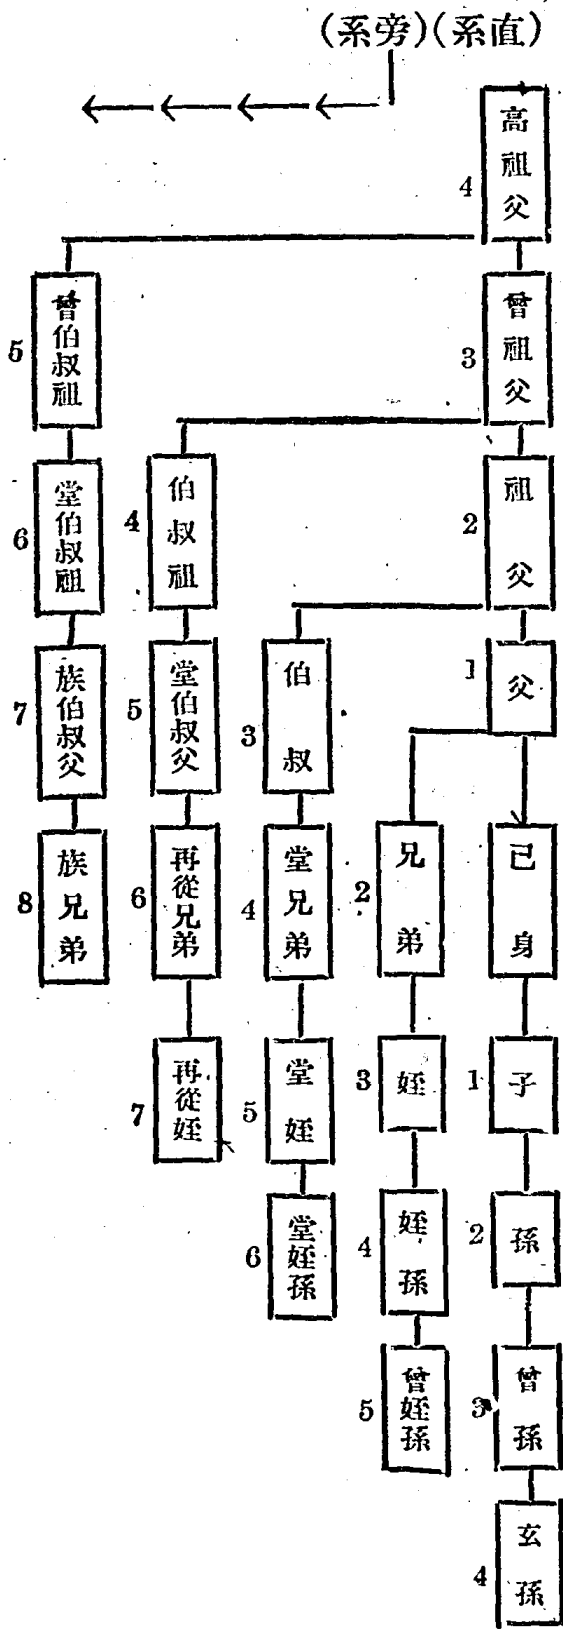 (系旁)(系直)
高祖父
4
曾祖父
3
祖父
2
父
1
已身
子
1
孫
2
曾孫
3
玄孫
4
兄弟
2
姪
3
姪孫
4
曾姪孫
5
伯叔
3
堂兄弟
4
堂姪
5
堂姪孫
6
伯叔祖
4
堂伯叔父
5
再從兄弟
6
再從姪
7
曾伯叔祖
5
堂伯叔祖
6
族伯叔父
7
族兄弟
8